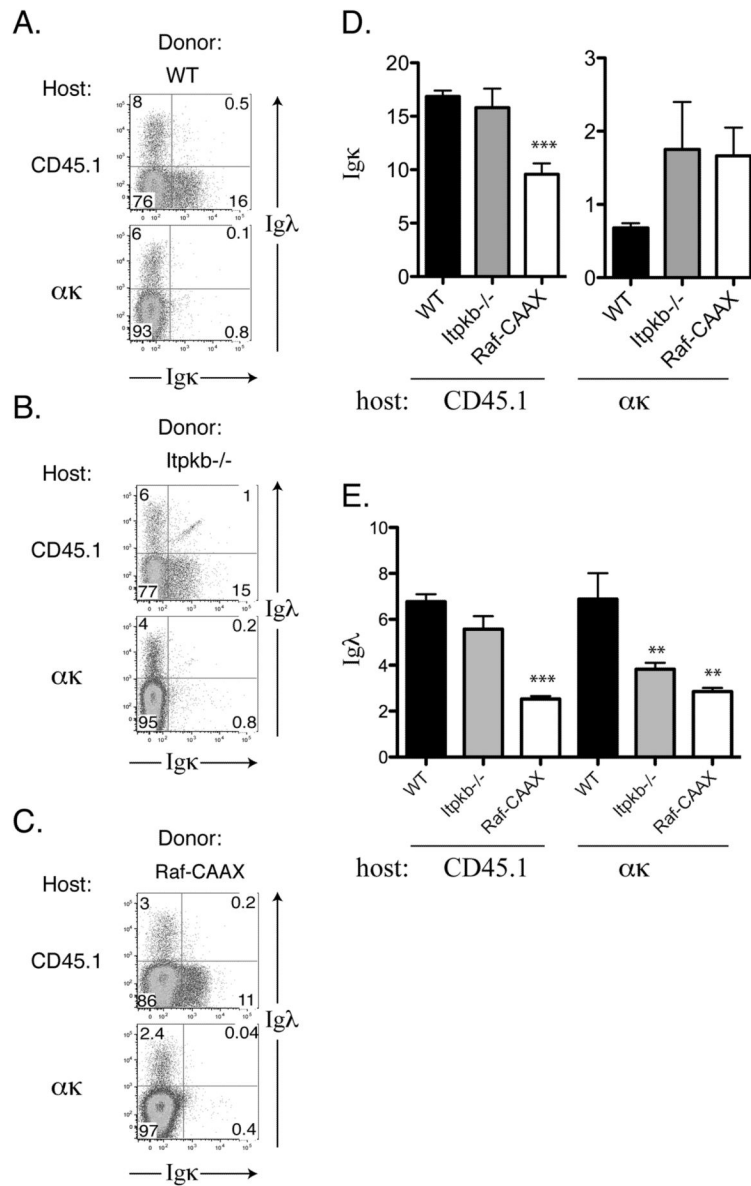 A.
Donor:
WT
Host:
CD45.1
8 0.5
76 16
ακ
6 0.1
93 0.8
Igλ
Igκ
B.
Donor:
Itpkb-/-
Host:
CD45.1
6 1
77 15
ακ
4 0.2
95 0.8
Igλ
Igκ
C.
Donor:
Raf-CAAX
Host:
CD45.1
3 0.2
86 11
ακ
2.4 0.04
97 0.4
Igλ
Igκ
D.
Igκ
20
15
10
5
0
***
WT Itpkb-/- Raf-CAAX
3
2
1
0
WT Itpkb-/- Raf-CAAX
host: CD45.1 ακ
E.
Igλ
10
8
6
4
2
0
*** ** **
WT Itpkb-/- Raf-CAAX WT Itpkb-/- Raf-CAAX
host: CD45.1 ακ